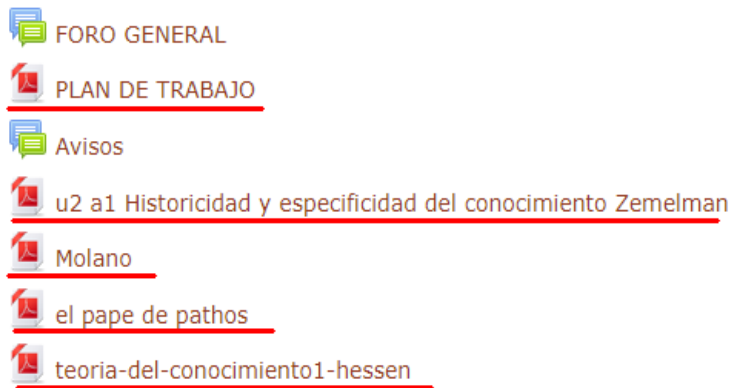 FORO GENERAL
PLAN DE TRABAJO
Avisos
u2 a1 Historicidad y especificidad del conocimiento Zemelman
Molano
el pape de pathos
teoria-del-conocimiento1-hessen